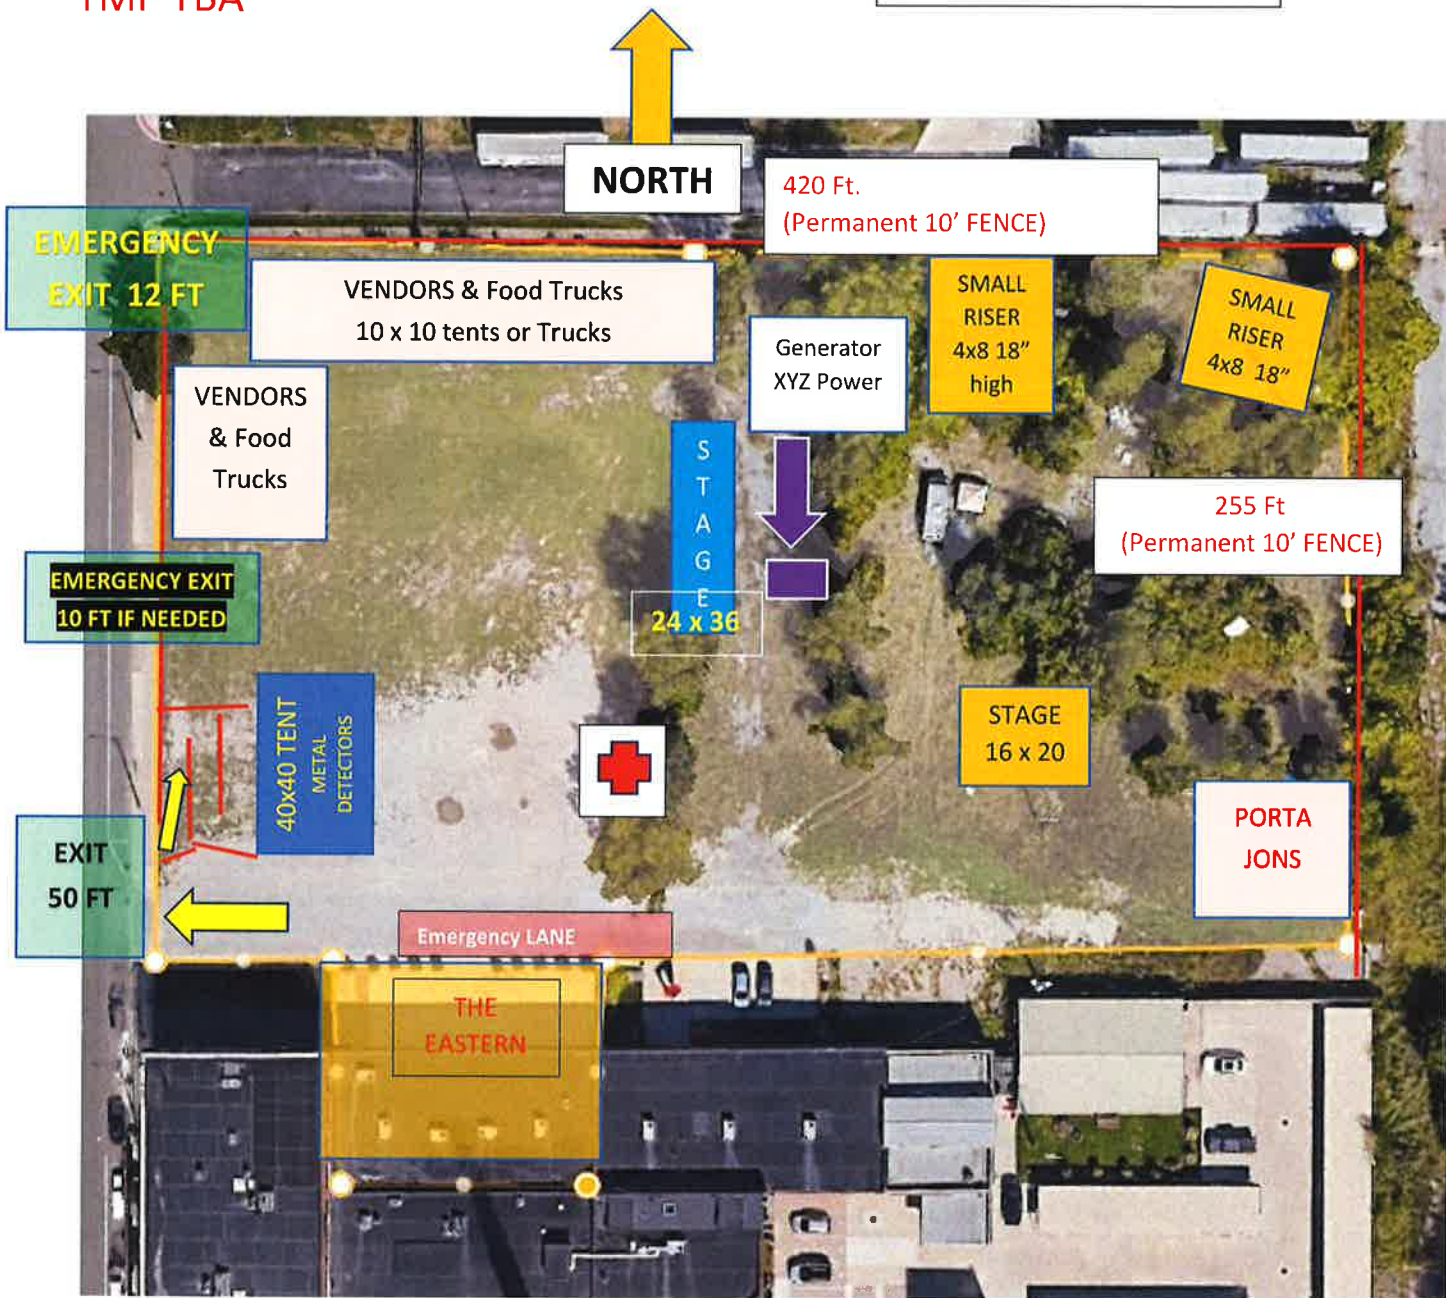 TMP TBA
NORTH
420 Ft.
(Permanent 10’ FENCE)
EMERGENCY
EXIT 12 FT
VENDORS & Food Trucks
10 x 10 tents or Trucks
SMALL
RISER
4x8 18”
high
SMALL
RISER
4x8 18”
Generator
XYZ Power
VENDORS
& Food
Trucks
STAGE
24 x 36
255 Ft
(Permanent 10’ FENCE)
EMERGENCY EXIT
10 FT IF NEEDED
40x40 TENT
METAL
DETECTORS
STAGE
16 x 20
PORTA
JONS
EXIT
50 FT
Emergency LANE
THE
EASTERN